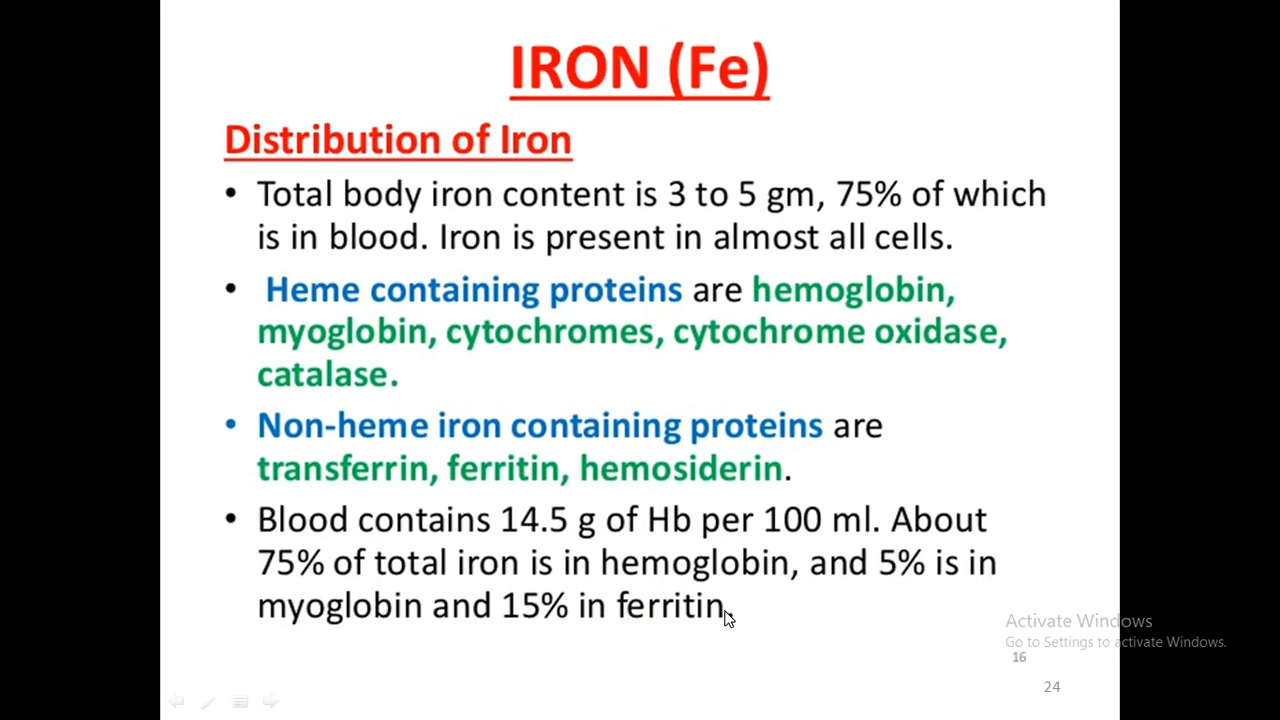 IRON (Fe)
Distribution of Iron
• Total body iron content is 3 to 5 gm, 75% of which
is in blood. Iron is present in almost all cells.
• Heme containing proteins are hemoglobin,
myoglobin, cytochromes, cytochrome oxidase,
catalase.
• Non-heme iron containing proteins are
transferrin, ferritin, hemosiderin.
• Blood contains 14.5 g of Hb per 100 ml. About
75% of total iron is in hemoglobin, and 5% is in
myoglobin and 15% in ferritin.
Activate Windows
Go to Settings to activate Windows.
16
24